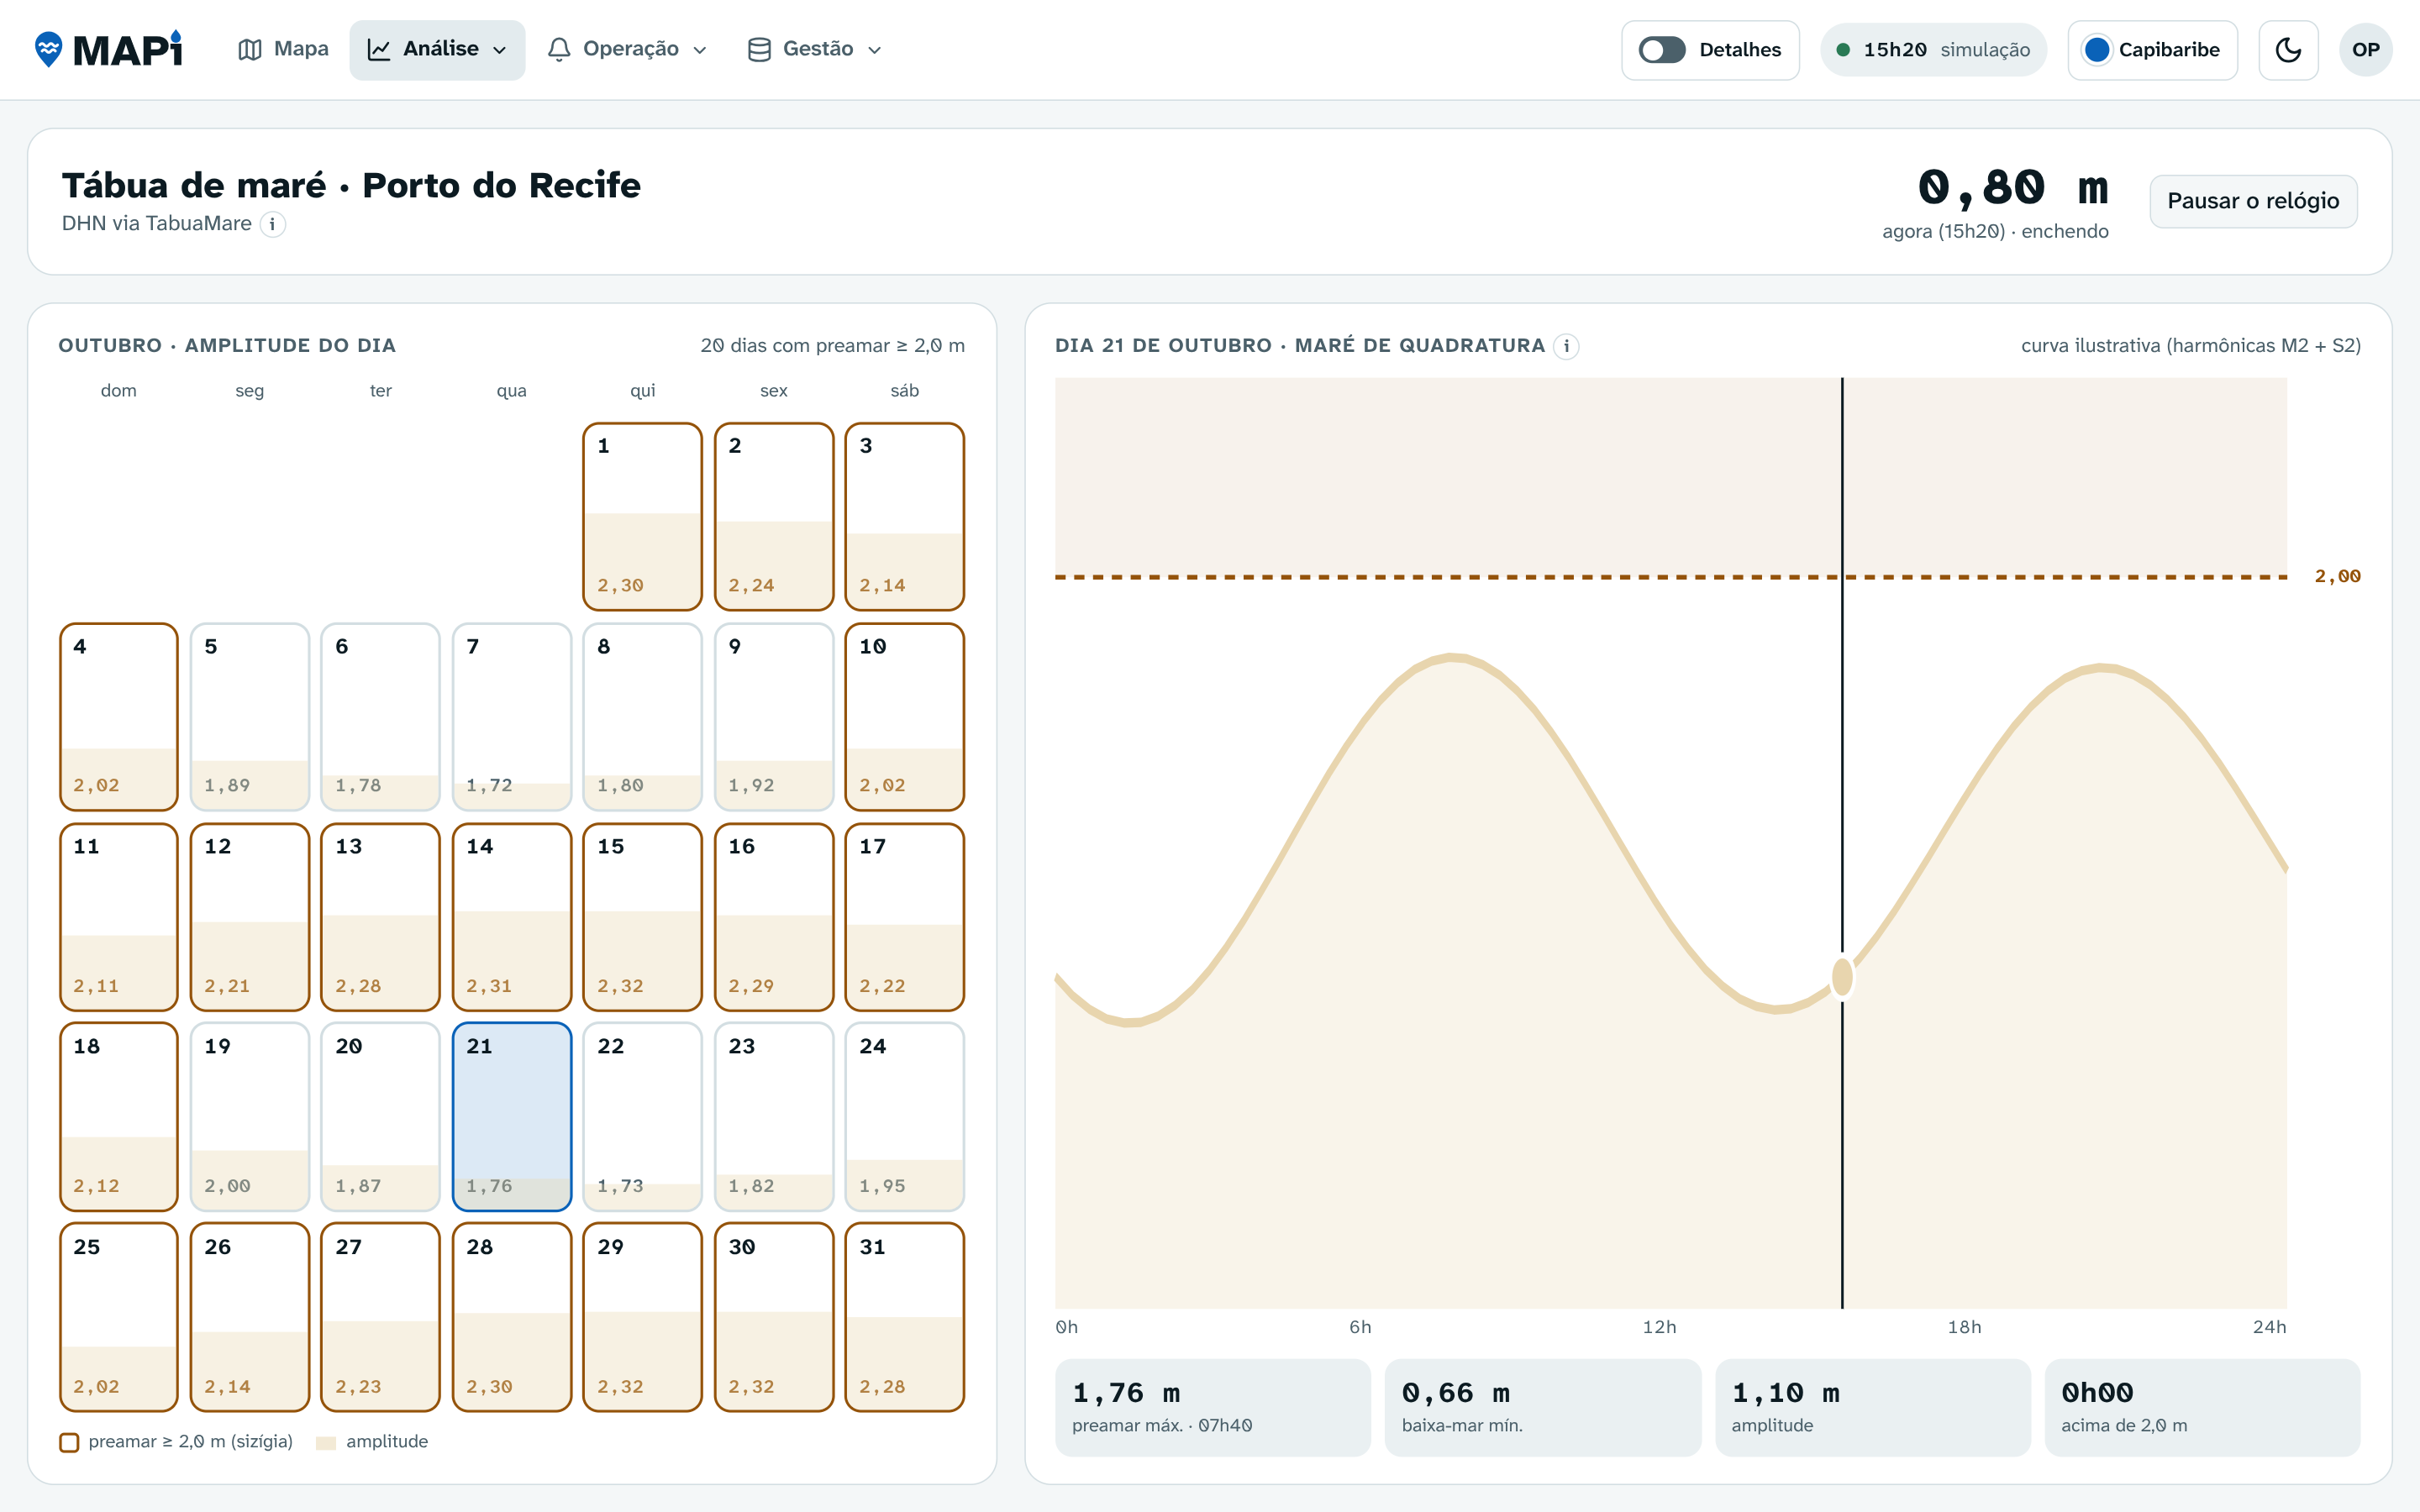 MAPi
Mapa
Análise
Operação
Gestão
Detalhes
15h20 simulação
Capibaribe
OP
Tábua de maré · Porto do Recife
DHN via TabuaMare i
0,80 m
agora (15h20) · enchendo
Pausar o relógio
OUTUBRO · AMPLITUDE DO DIA
20 dias com preamar ≥ 2,0 m
dom seg ter qua qui sex sáb
1 2 3
2,30 2,24 2,14
4 5 6 7 8 9 10
2,02 1,89 1,78 1,72 1,80 1,92 2,02
11 12 13 14 15 16 17
2,11 2,21 2,28 2,31 2,32 2,29 2,22
18 19 20 21 22 23 24
2,12 2,00 1,87 1,76 1,73 1,82 1,95
25 26 27 28 29 30 31
2,02 2,14 2,23 2,30 2,32 2,32 2,28
preamar ≥ 2,0 m (sizígia) amplitude
DIA 21 DE OUTUBRO · MARÉ DE QUADRATURA i
curva ilustrativa (harmônicas M2 + S2)
2,00
0h 6h 12h 18h 24h
1,76 m
preamar máx. · 07h40
0,66 m
baixa-mar mín.
1,10 m
amplitude
0h00
acima de 2,0 m